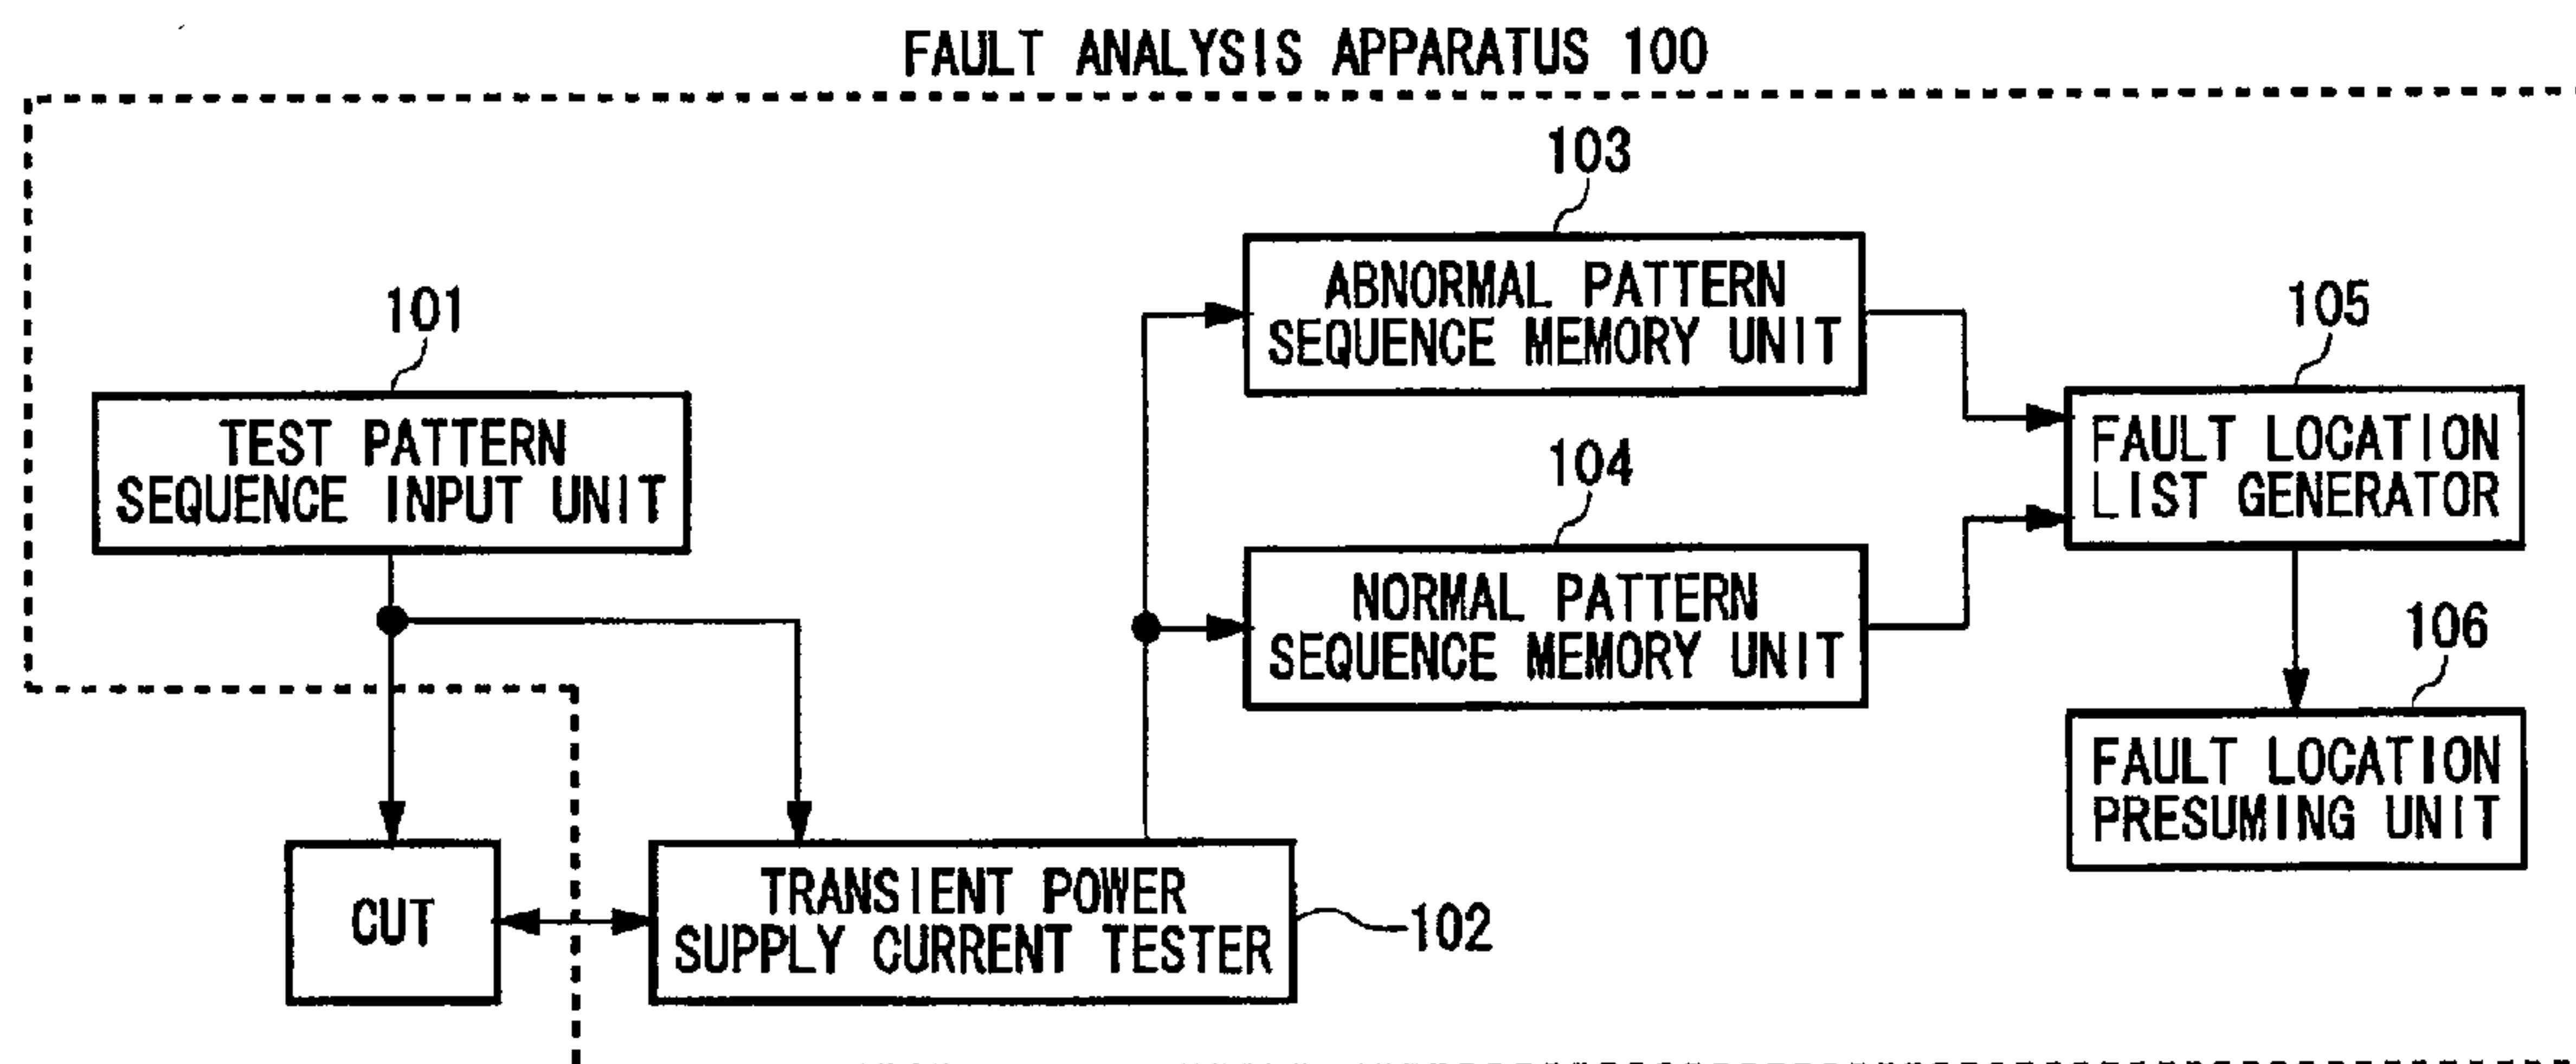 FAULT ANALYSIS APPARATUS 100
101
TEST PATTERN
SEQUENCE INPUT UNIT
103
ABNORMAL PATTERN
SEQUENCE MEMORY UNIT
104
NORMAL PATTERN
SEQUENCE MEMORY UNIT
105
FAULT LOCATION
LIST GENERATOR
106
FAULT LOCATION
PRESUMING UNIT
CUT
TRANSIENT POWER
SUPPLY CURRENT TESTER
102